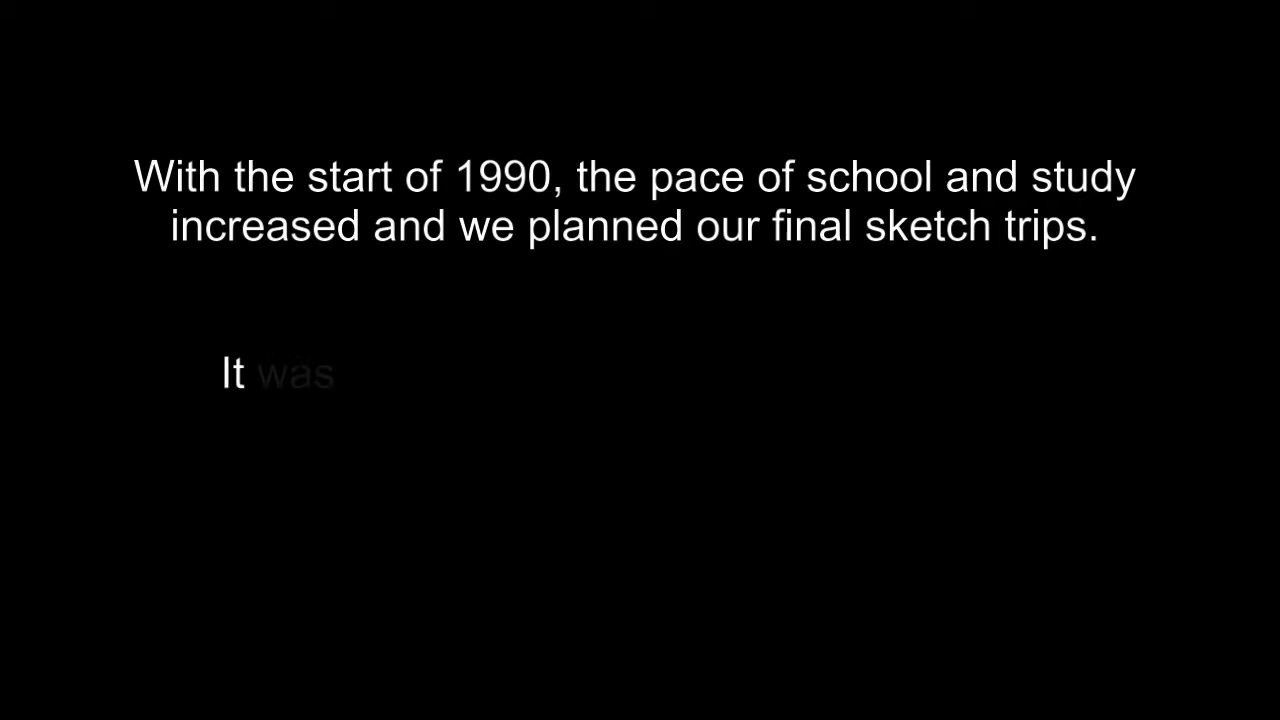 With the start of 1990, the pace of school and study
increased and we planned our final sketch trips.
It was